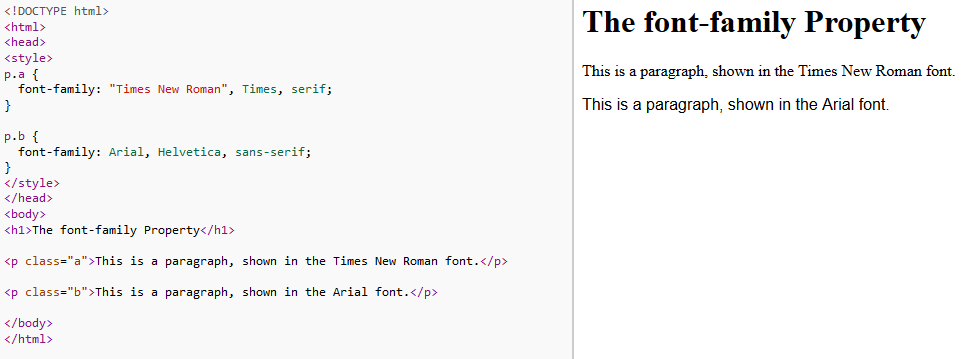 <!DOCTYPE html>
<html>
<head>
<style>
p.a {
  font-family: "Times New Roman", Times, serif;
}

p.b {
  font-family: Arial, Helvetica, sans-serif;
}
</style>
</head>
<body>
<h1>The font-family Property</h1>

<p class="a">This is a paragraph, shown in the Times New Roman font.</p>

<p class="b">This is a paragraph, shown in the Arial font.</p>

</body>
</html>
The font-family Property
This is a paragraph, shown in the Times New Roman font.
This is a paragraph, shown in the Arial font.